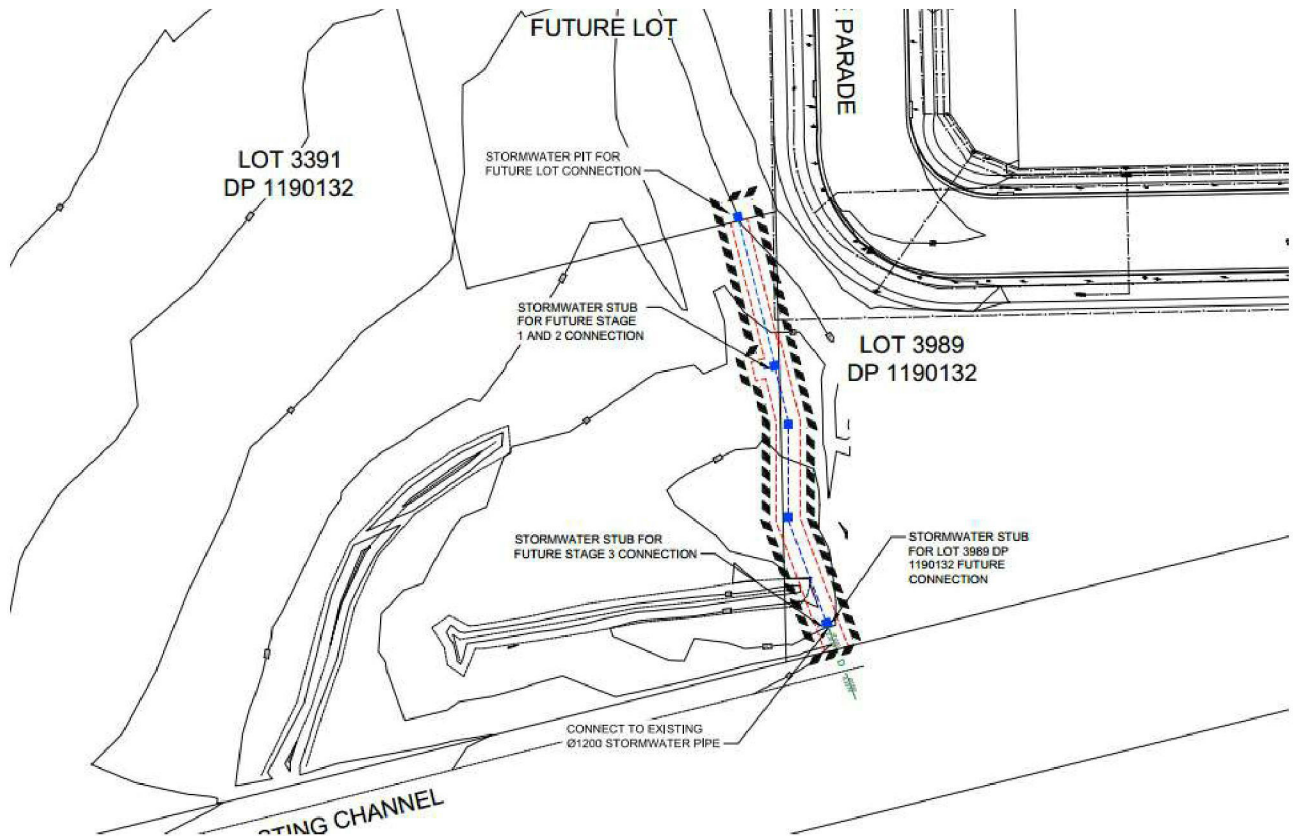 FUTURE LOT
PARADE
LOT 3391
DP 1190132
STORMWATER PIT FOR
FUTURE LOT CONNECTION
STORMWATER STUB
FOR FUTURE STAGE
1 AND 2 CONNECTION
LOT 3989
DP 1190132
STORMWATER STUB FOR
FUTURE STAGE 3 CONNECTION
STORMWATER STUB
FOR LOT 3989 DP
1190132 FUTURE
CONNECTION
D
CONNECT TO EXISTING
Ø1200 STORMWATER PIPE
STING CHANNEL